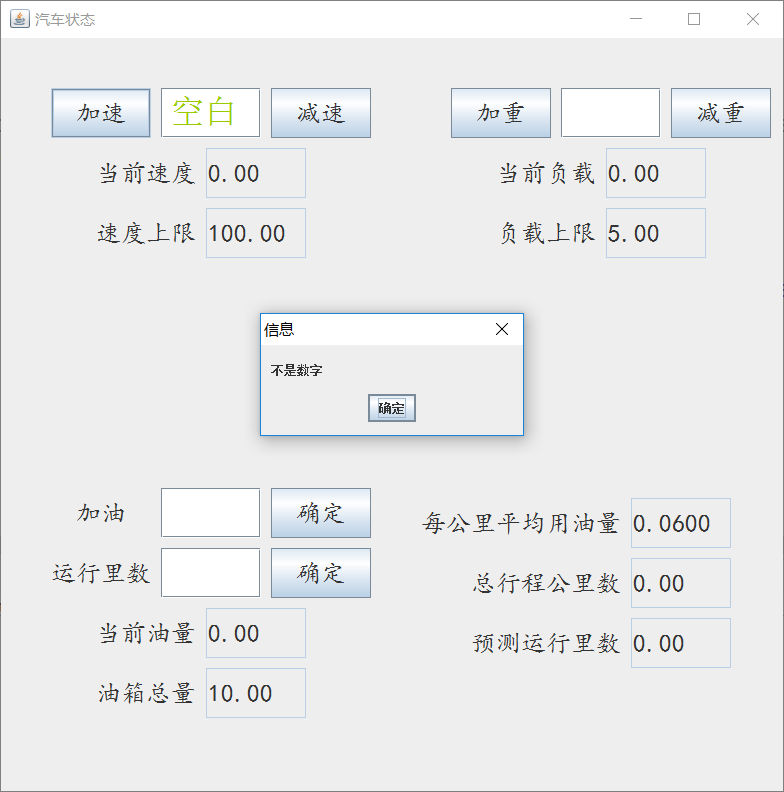 汽车状态
加速 空白 减速 加重 减重
当前速度 0.00 当前负载 0.00
速度上限 100.00 负载上限 5.00
信息
不是数字
确定
加油 确定 每公里平均用油量 0.0600
运行里数 确定 总行程公里数 0.00
当前油量 0.00 预测运行里数 0.00
油箱总量 10.00